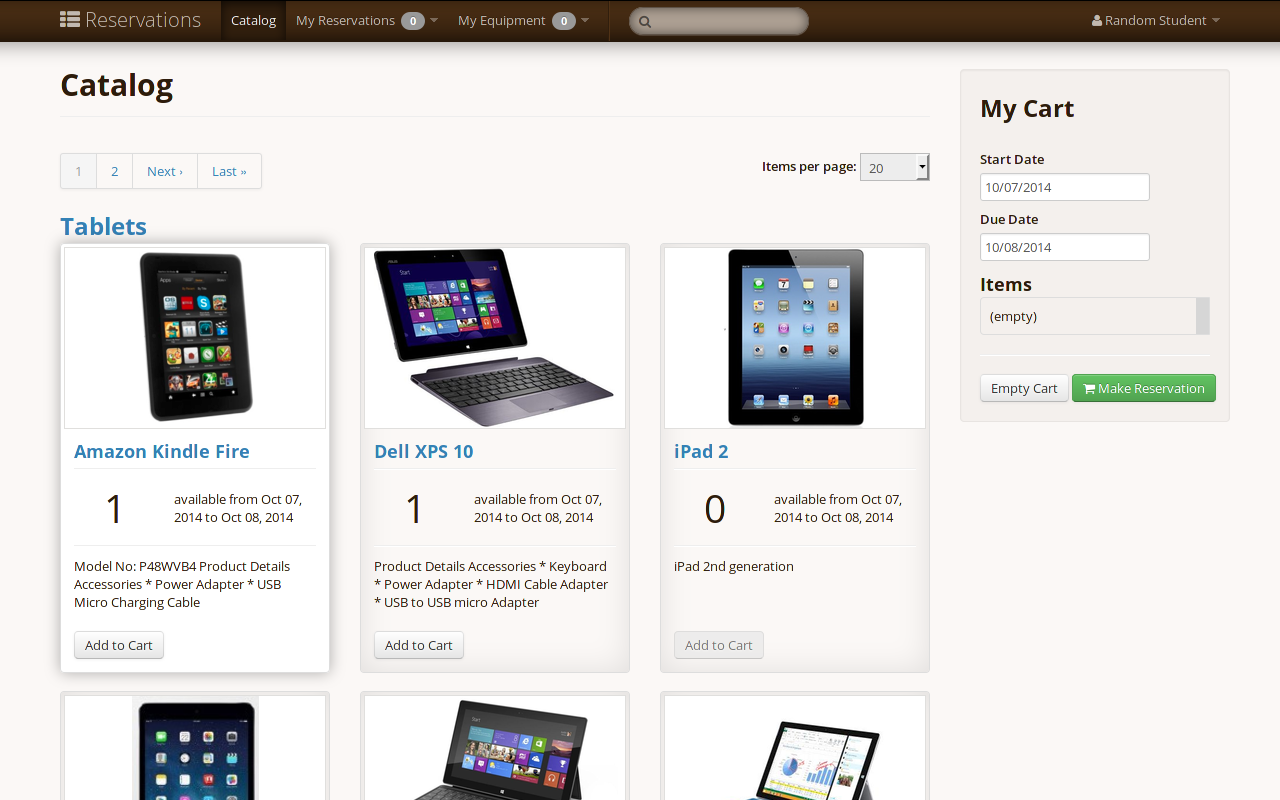 Reservations
Catalog
My Reservations 0
My Equipment 0
Random Student
Catalog
1 2 Next › Last »
Items per page: 20
Tablets
Amazon Kindle Fire
1
available from Oct 07,
2014 to Oct 08, 2014
Model No: P48WVB4 Product Details
Accessories * Power Adapter * USB
Micro Charging Cable
Add to Cart
Start
Dell XPS 10
1
available from Oct 07,
2014 to Oct 08, 2014
Product Details Accessories * Keyboard
* Power Adapter * HDMI Cable Adapter
* USB to USB micro Adapter
Add to Cart
iPad 2
0
available from Oct 07,
2014 to Oct 08, 2014
iPad 2nd generation
Add to Cart
Start
My Cart
Start Date
10/07/2014
Due Date
10/08/2014
Items
(empty)
Empty Cart
Make Reservation